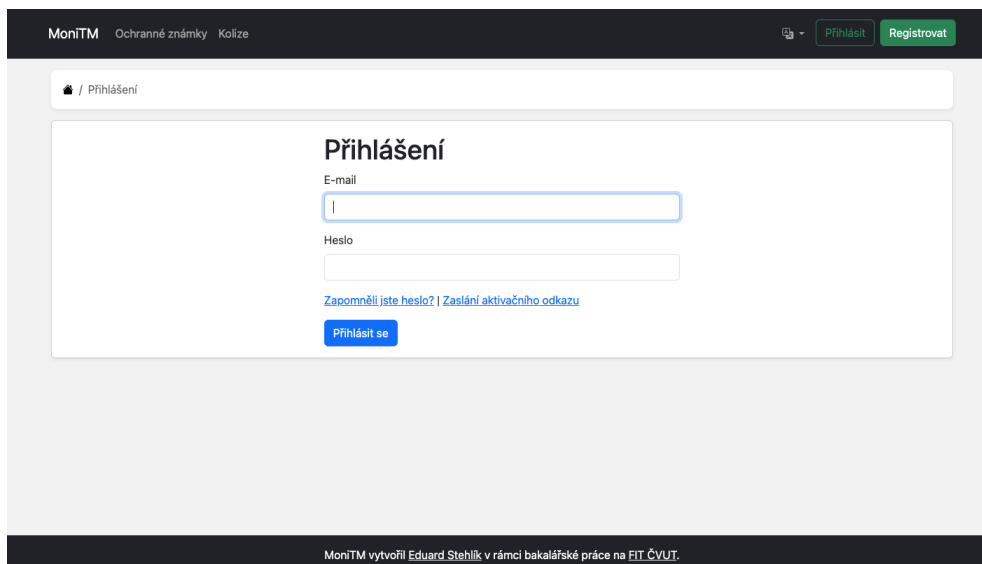 MoniTM Ochranné známky Kolize Přihlásit Registrovat
/ Přihlášení
Přihlášení
E-mail
Heslo
Zapomněli jste heslo? | Zaslání aktivačního odkazu
Přihlásit se
MoniTM vytvořil Eduard Stehlík v rámci bakalářské práce na FIT ČVUT.